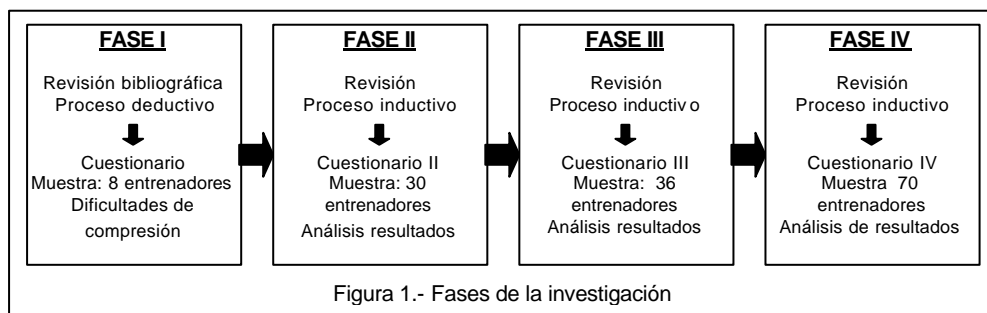 FASE I
Revisión bibliográfica
Proceso deductivo
Cuestionario
Muestra: 8 entrenadores
Dificultades de
compresión
FASE II
Revisión
Proceso inductivo
Cuestionario II
Muestra: 30
entrenadores
Análisis resultados
FASE III
Revisión
Proceso inductivo
Cuestionario III
Muestra: 36
entrenadores
Análisis resultados
FASE IV
Revisión
Proceso inductivo
Cuestionario IV
Muestra 70
entrenadores
Análisis de resultados
Figura 1.- Fases de la investigación